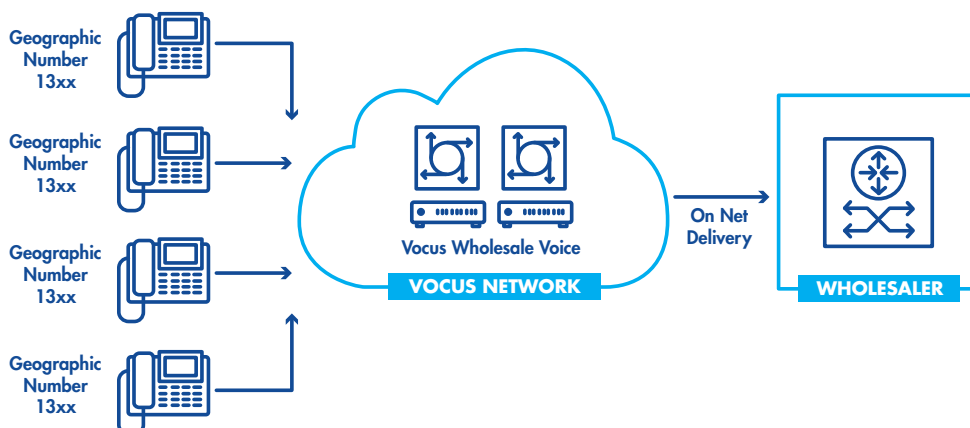 Geographic
Number
13xx
Geographic
Number
13xx
Geographic
Number
13xx
Geographic
Number
13xx
Vocus Wholesale Voice
VOCUS NETWORK
On Net
Delivery
WHOLESALER